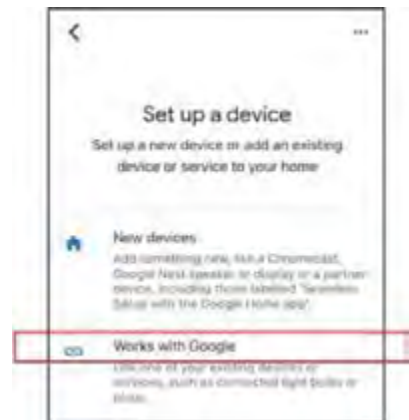 Set up a device
Set up a new device or add an existing
device or service to your home
New devices
Add something new, like a Chromecast,
Google Nest speaker or display or a partner
device, including those labelled "Seamless
Setup with the Google Home app".
Works with Google
Link one of your existing devices or
services, such as connected light bulbs or